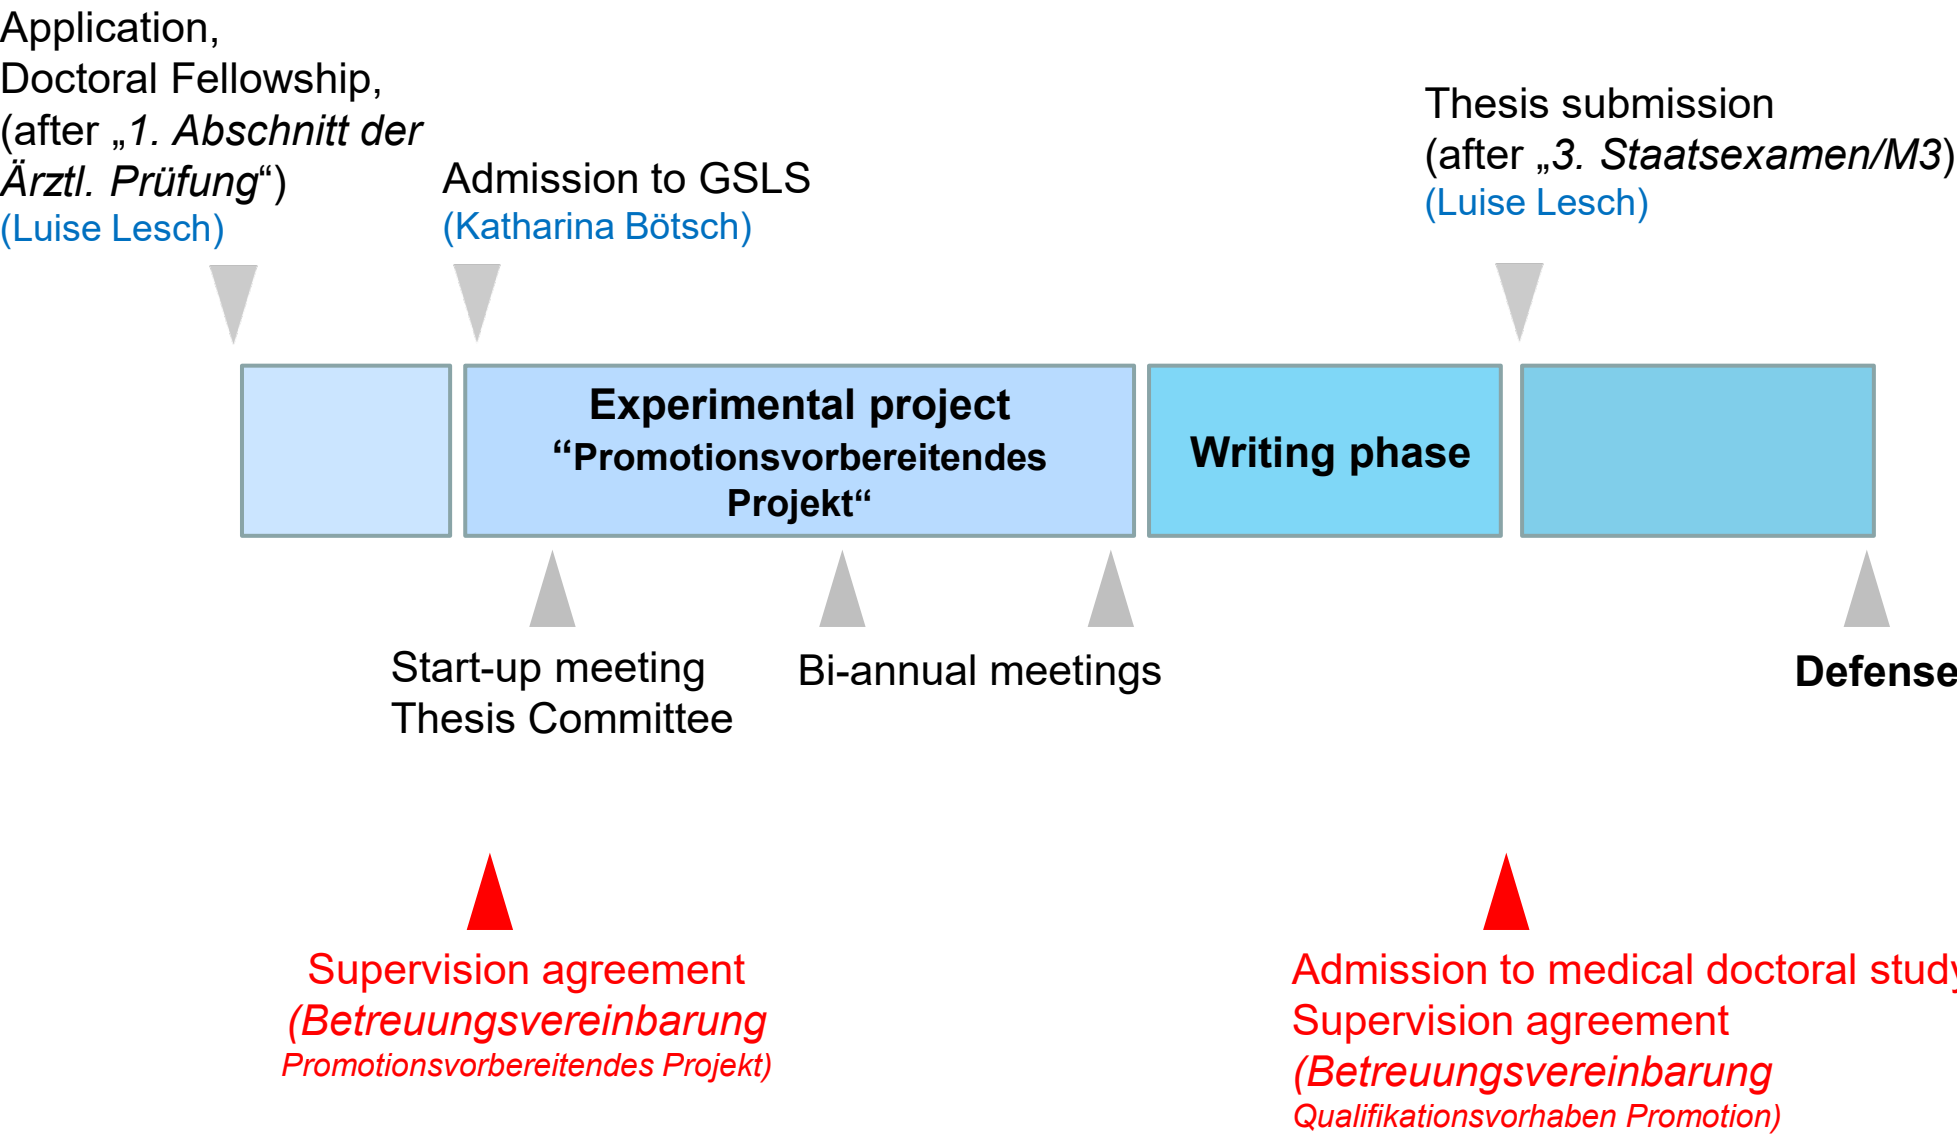 Application,
Doctoral Fellowship,
(after „1. Abschnitt der
Ärztl. Prüfung“)
(Luise Lesch)
Admission to GSLS
(Katharina Bötsch)
Thesis submission
(after „3. Staatsexamen/M3)
(Luise Lesch)
Experimental project
“Promotionsvorbereitendes
Projekt“
Writing phase
Start-up meeting
Thesis Committee
Bi-annual meetings
Defense
Supervision agreement
(Betreuungsvereinbarung
Promotionsvorbereitendes Projekt)
Admission to medical doctoral study
Supervision agreement
(Betreuungsvereinbarung
Qualifikationsvorhaben Promotion)